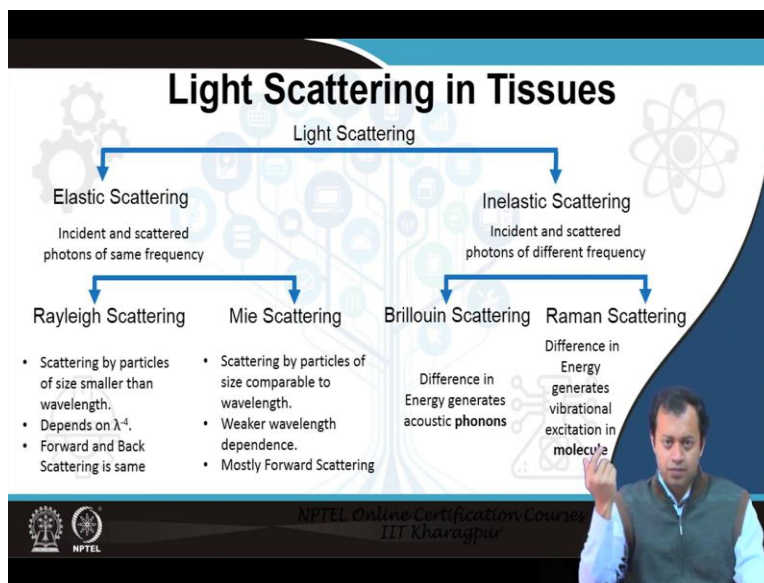 Light Scattering in Tissues
Light Scattering
Elastic Scattering
Incident and scattered
photons of same frequency
Inelastic Scattering
Incident and scattered
photons of different frequency
Rayleigh Scattering
• Scattering by particles
of size smaller than
wavelength.
• Depends on λ⁻⁴.
• Forward and Back
Scattering is same
Mie Scattering
• Scattering by particles of
size comparable to
wavelength.
• Weaker wavelength
dependence.
• Mostly Forward Scattering
Brillouin Scattering
Difference in
Energy generates
acoustic phonons
Raman Scattering
Difference in
Energy
generates
vibrational
excitation in
molecule
NPTEL
NPTEL Online Certification Courses
IIT Kharagpur